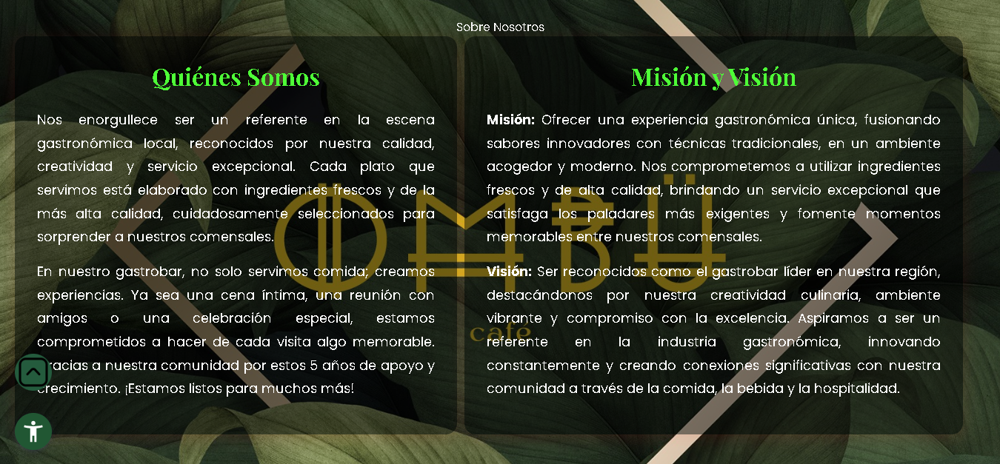 Sobre Nosotros
Quiénes Somos
Nos enorgullece ser un referente en la escena
gastronómica local, reconocidos por nuestra calidad,
creatividad y servicio excepcional. Cada plato que
servimos está elaborado con ingredientes frescos y de la
más alta calidad, cuidadosamente seleccionados para
sorprender a nuestros comensales.
En nuestro gastrobar, no solo servimos comida; creamos
experiencias. Ya sea una cena íntima, una reunión con
amigos o una celebración especial, estamos
comprometidos a hacer de cada visita algo memorable.
Gracias a nuestra comunidad por estos 5 años de apoyo y
crecimiento. ¡Estamos listos para muchos más!
Misión y Visión
Misión: Ofrecer una experiencia gastronómica única, fusionando
sabores innovadores con técnicas tradicionales, en un ambiente
acogedor y moderno. Nos comprometemos a utilizar ingredientes
frescos y de alta calidad, brindando un servicio excepcional que
satisfaga los paladares más exigentes y fomente momentos
memorables entre nuestros comensales.
Visión: Ser reconocidos como el gastrobar líder en nuestra región,
destacándonos por nuestra creatividad culinaria, ambiente
vibrante y compromiso con la excelencia. Aspiramos a ser un
referente en la industria gastronómica, innovando
constantemente y creando conexiones significativas con nuestra
comunidad a través de la comida, la bebida y la hospitalidad.
OMBÜ
café